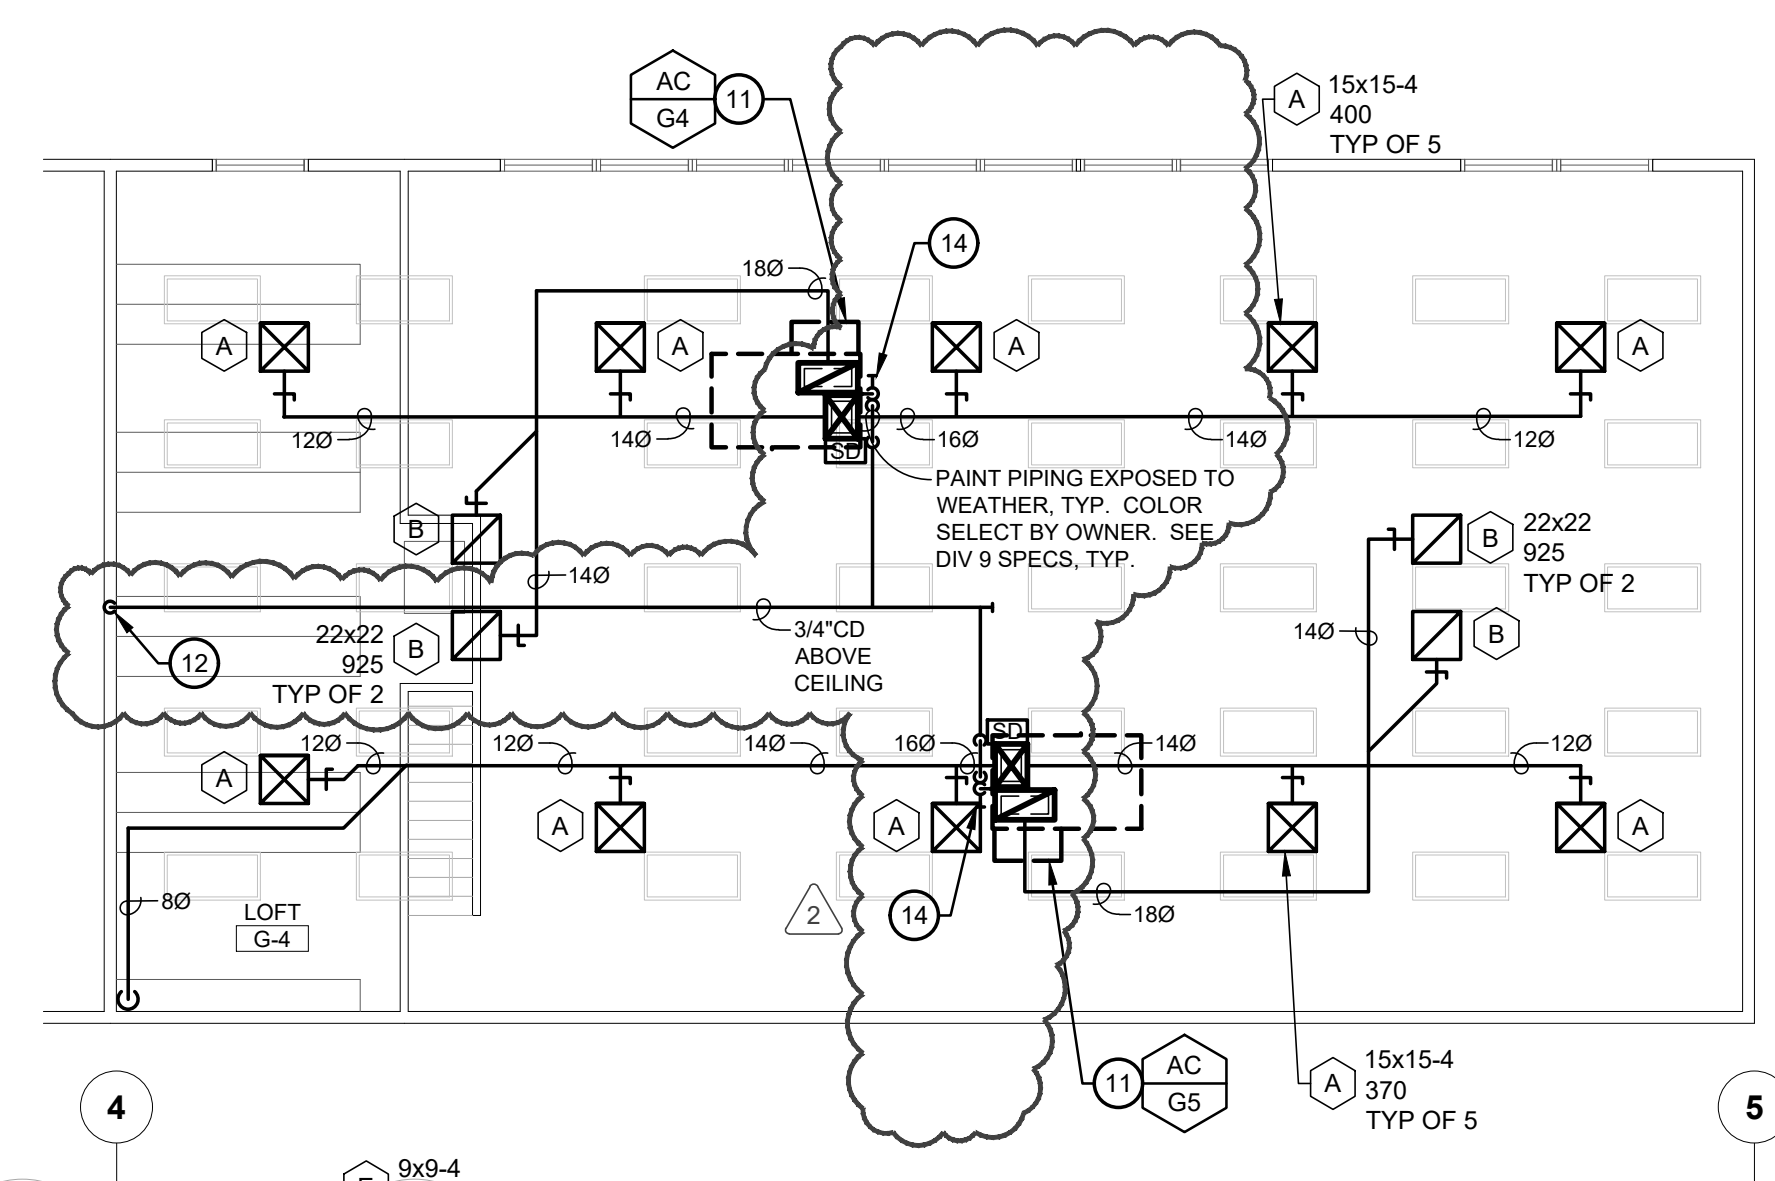 AC
G4
11
A
15x15-4
400
TYP OF 5
14
18Ø
A
A
A
A
12Ø
14Ø
16Ø
14Ø
12Ø
SD
PAINT PIPING EXPOSED TO
WEATHER, TYP. COLOR
SELECT BY OWNER. SEE
DIV 9 SPECS, TYP.
B
14Ø
B
22x22
925
TYP OF 2
12
22x22
925
TYP OF 2
B
3/4"CD
ABOVE
CEILING
14Ø
B
A
12Ø
12Ø
14Ø
16Ø
SD
14Ø
12Ø
A
A
A
8Ø
LOFT
G-4
2
14
18Ø
11
AC
G5
A
15x15-4
370
TYP OF 5
4
5
9x9-4